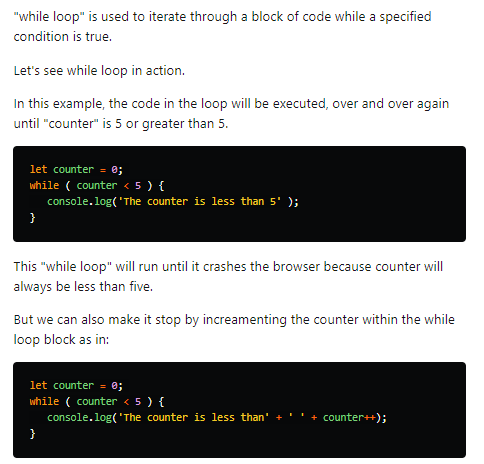 "while loop" is used to iterate through a block of code while a specified
condition is true.
Let's see while loop in action.
In this example, the code in the loop will be executed, over and over again
until "counter" is 5 or greater than 5.
let counter = 0;
while ( counter < 5 ) {
console.log('The counter is less than 5' );
}
This "while loop" will run until it crashes the browser because counter will
always be less than five.
But we can also make it stop by increamenting the counter within the while
loop block as in:
let counter = 0;
while ( counter < 5 ) {
console.log('The counter is less than' + ' ' + counter++);
}